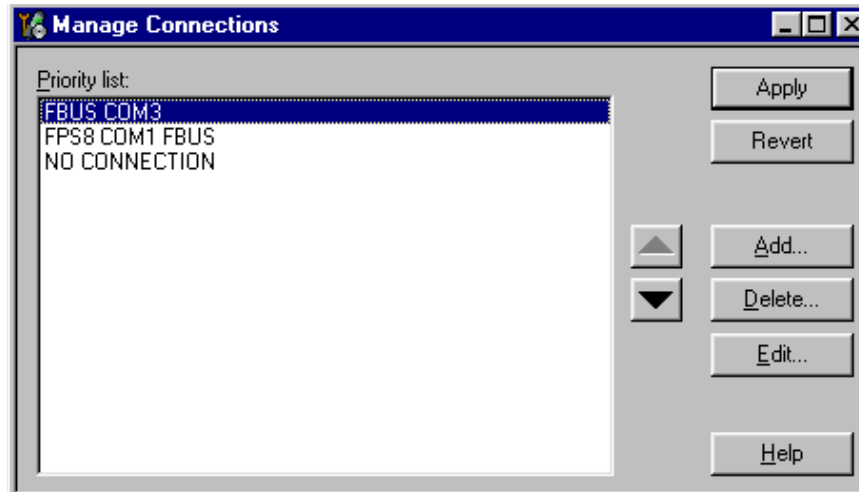 Manage Connections
Priority list:
FBUS COM3
FPS8 COM1 FBUS
NO CONNECTION
Apply
Revert
Add...
Delete...
Edit...
Help